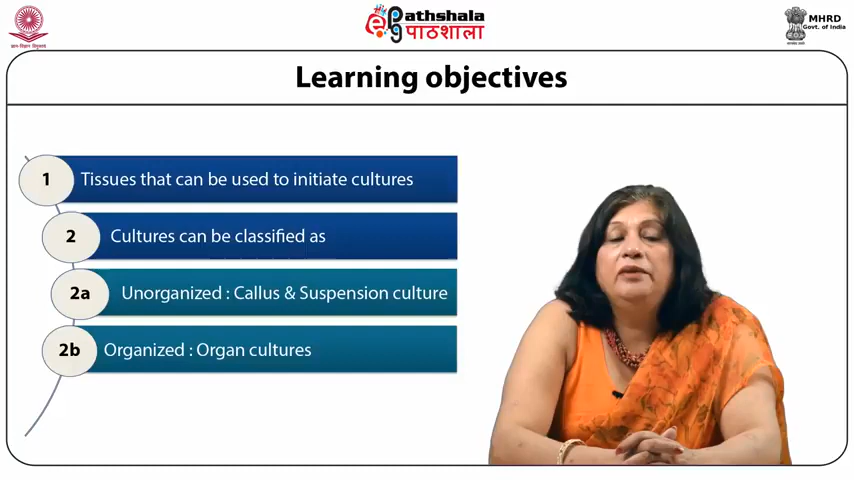 ePathshala
पाठशाला
MHRD
Govt. of India
Learning objectives
1 Tissues that can be used to initiate cultures
2 Cultures can be classified as
2a Unorganized : Callus & Suspension culture
2b Organized : Organ cultures